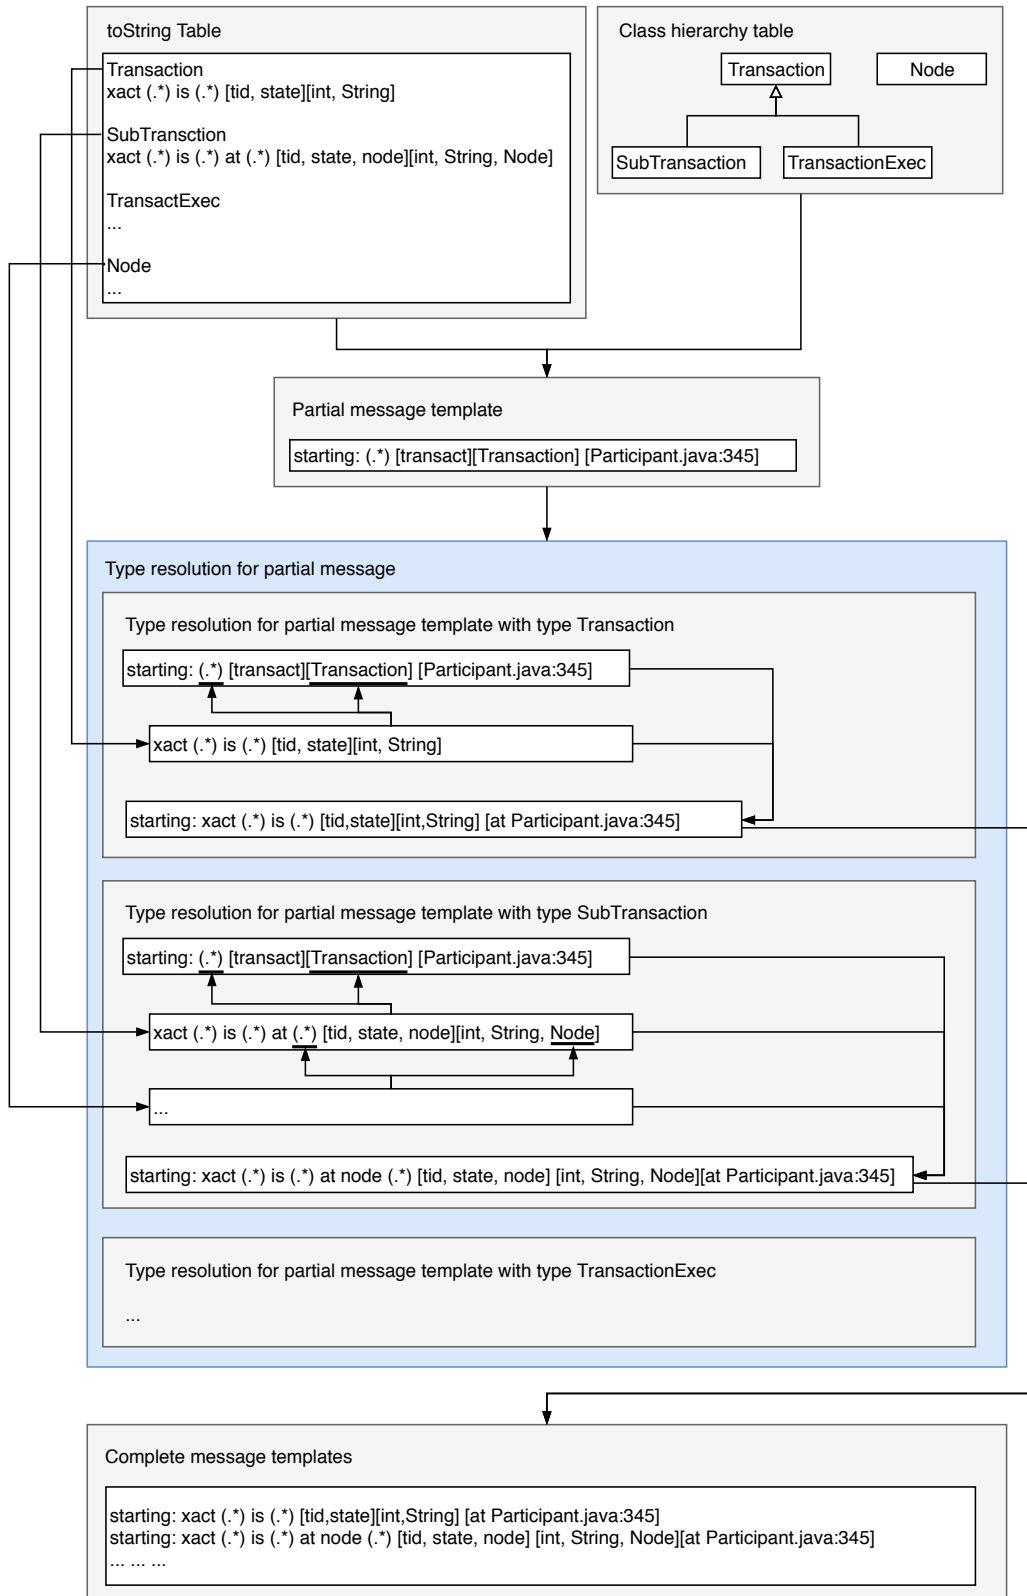 toString Table
Transaction
xact (.*) is (.*) [tid, state][int, String]
SubTransction
xact (.*) is (.*) at (.*) [tid, state, node][int, String, Node]
TransactExec
...
Node
...
Class hierarchy table
Transaction
Node
SubTransaction
TransactionExec
Partial message template
starting: (.*) [transact][Transaction] [Participant.java:345]
Type resolution for partial message
Type resolution for partial message template with type Transaction
starting: (.*) [transact][Transaction] [Participant.java:345]
xact (.*) is (.*) [tid, state][int, String]
starting: xact (.*) is (.*) [tid,state][int,String] [at Participant.java:345]
Type resolution for partial message template with type SubTransaction
starting: (.*) [transact][Transaction] [Participant.java:345]
xact (.*) is (.*) at (.*) [tid, state, node][int, String, Node]
...
starting: xact (.*) is (.*) at node (.*) [tid, state, node] [int, String, Node][at Participant.java:345]
Type resolution for partial message template with type TransactionExec
...
Complete message templates
starting: xact (.*) is (.*) [tid,state][int,String] [at Participant.java:345]
starting: xact (.*) is (.*) at node (.*) [tid, state, node] [int, String, Node][at Participant.java:345]
... ... ...